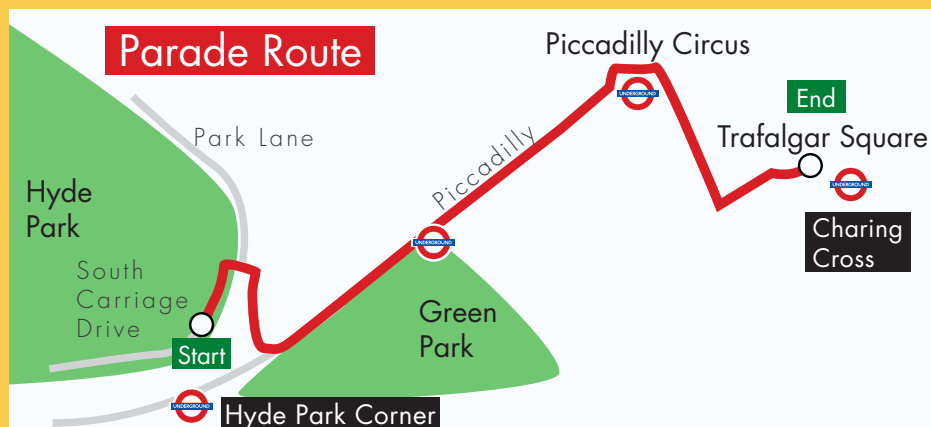 Parade Route
Piccadilly Circus
UNDERGROUND
End
Trafalgar Square
UNDERGROUND
Charing
Cross
Park Lane
Piccadilly
Hyde
Park
UNDERGROUND
South
Carriage
Drive
Green
Park
Start
UNDERGROUND
Hyde Park Corner